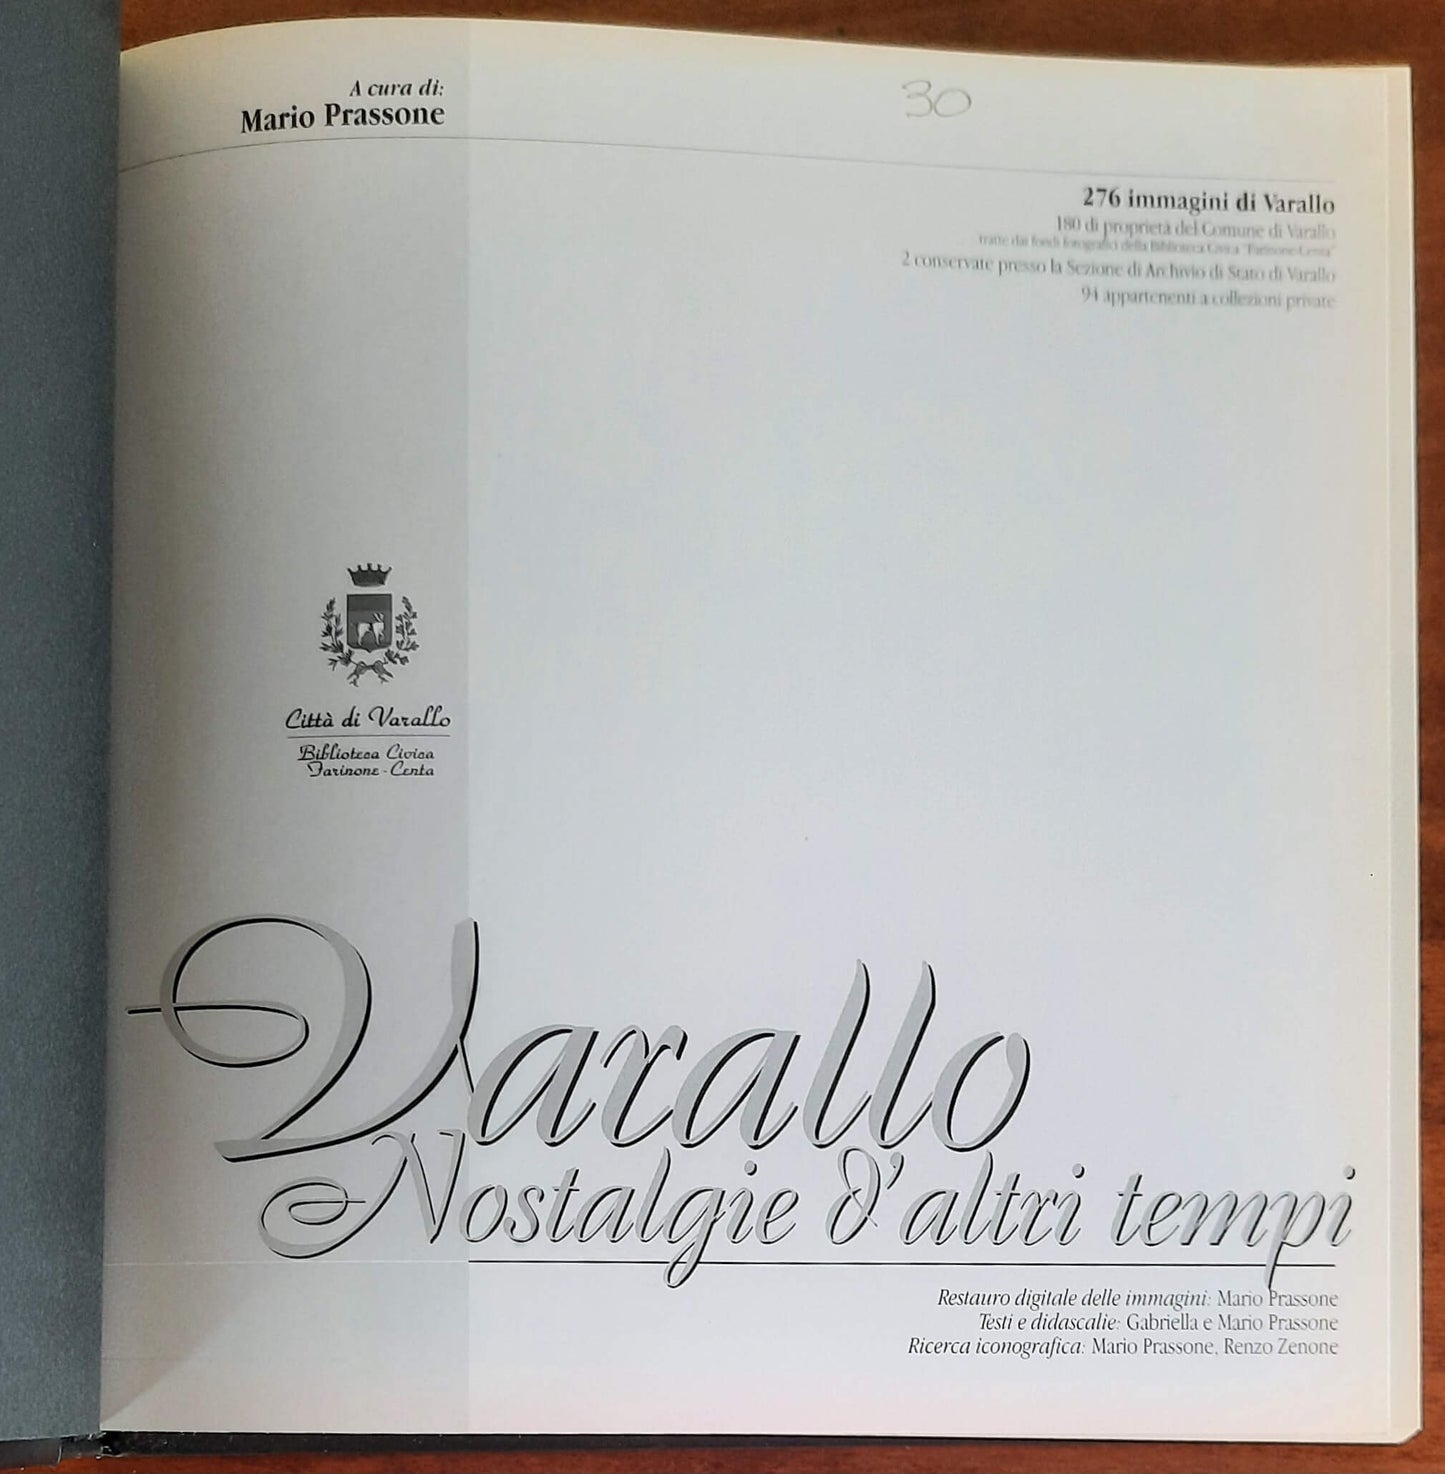 A cura di:
Mario Prassone
30
276 immagini di Varallo
180 di proprietà del Comune di Varallo
tratte dai fondi fotografici della Biblioteca Civica "Farinone-Centa"
2 conservate presso la Sezione di Archivio di Stato di Varallo
94 appartenenti a collezioni private
Città di Varallo
Biblioteca Civica
Farinone - Centa
Varallo
Nostalgie d'altri tempi
Restauro digitale delle immagini: Mario Prassone
Testi e didascalie: Gabriella e Mario Prassone
Ricerca iconografica: Mario Prassone, Renzo Zenone